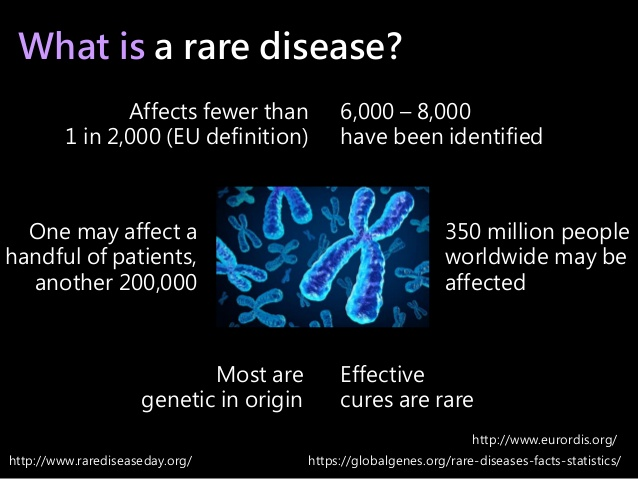 What is a rare disease?
Affects fewer than
1 in 2,000 (EU definition)
6,000 – 8,000
have been identified
One may affect a
handful of patients,
another 200,000
350 million people
worldwide may be
affected
Most are
genetic in origin
Effective
cures are rare
http://www.eurordis.org/
http://www.rarediseaseday.org/
https://globalgenes.org/rare-diseases-facts-statistics/